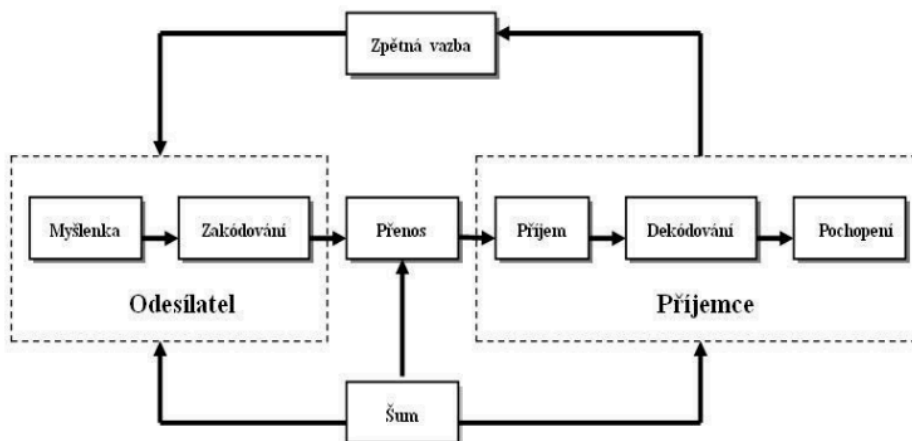 Zpětná vazba
Myšlenka
Zakódování
Přenos
Příjem
Dekódování
Pochopení
Odesílatel
Příjemce
Šum